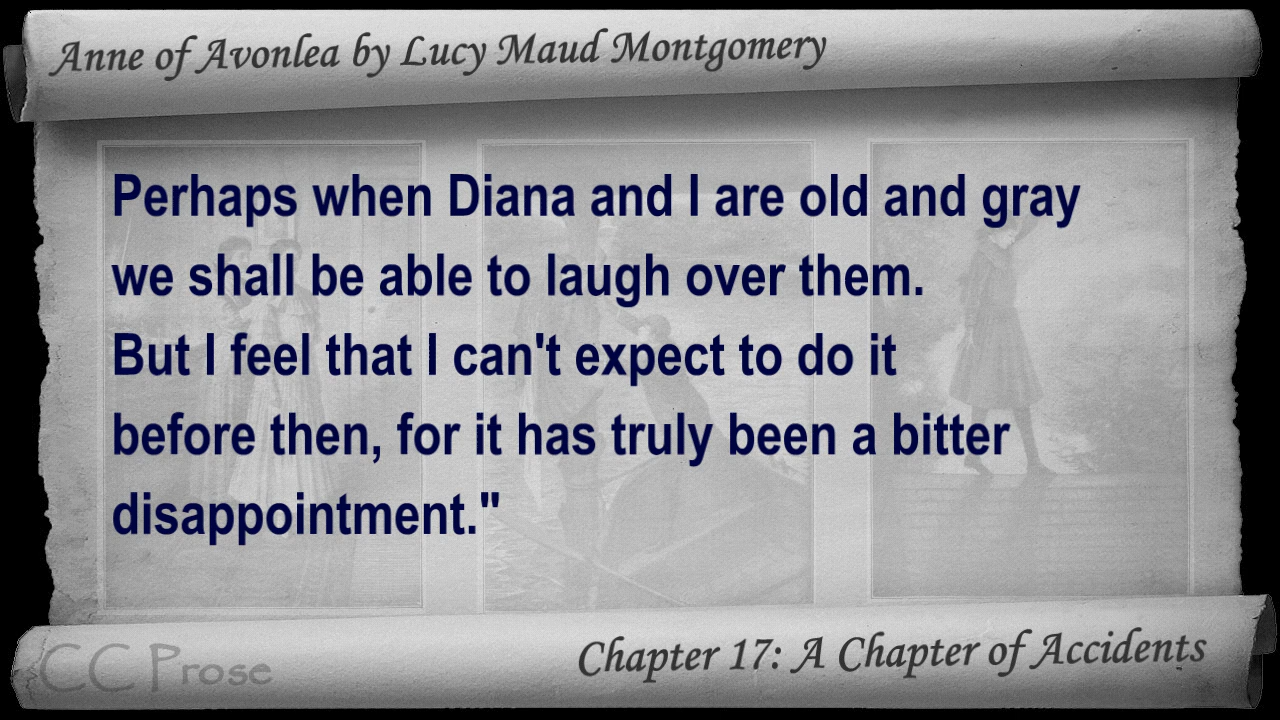 Anne of Avonlea by Lucy Maud Montgomery
Perhaps when Diana and I are old and gray
we shall be able to laugh over them.
But I feel that I can't expect to do it
before then, for it has truly been a bitter
disappointment."
CC Prose
Chapter 17: A Chapter of Accidents